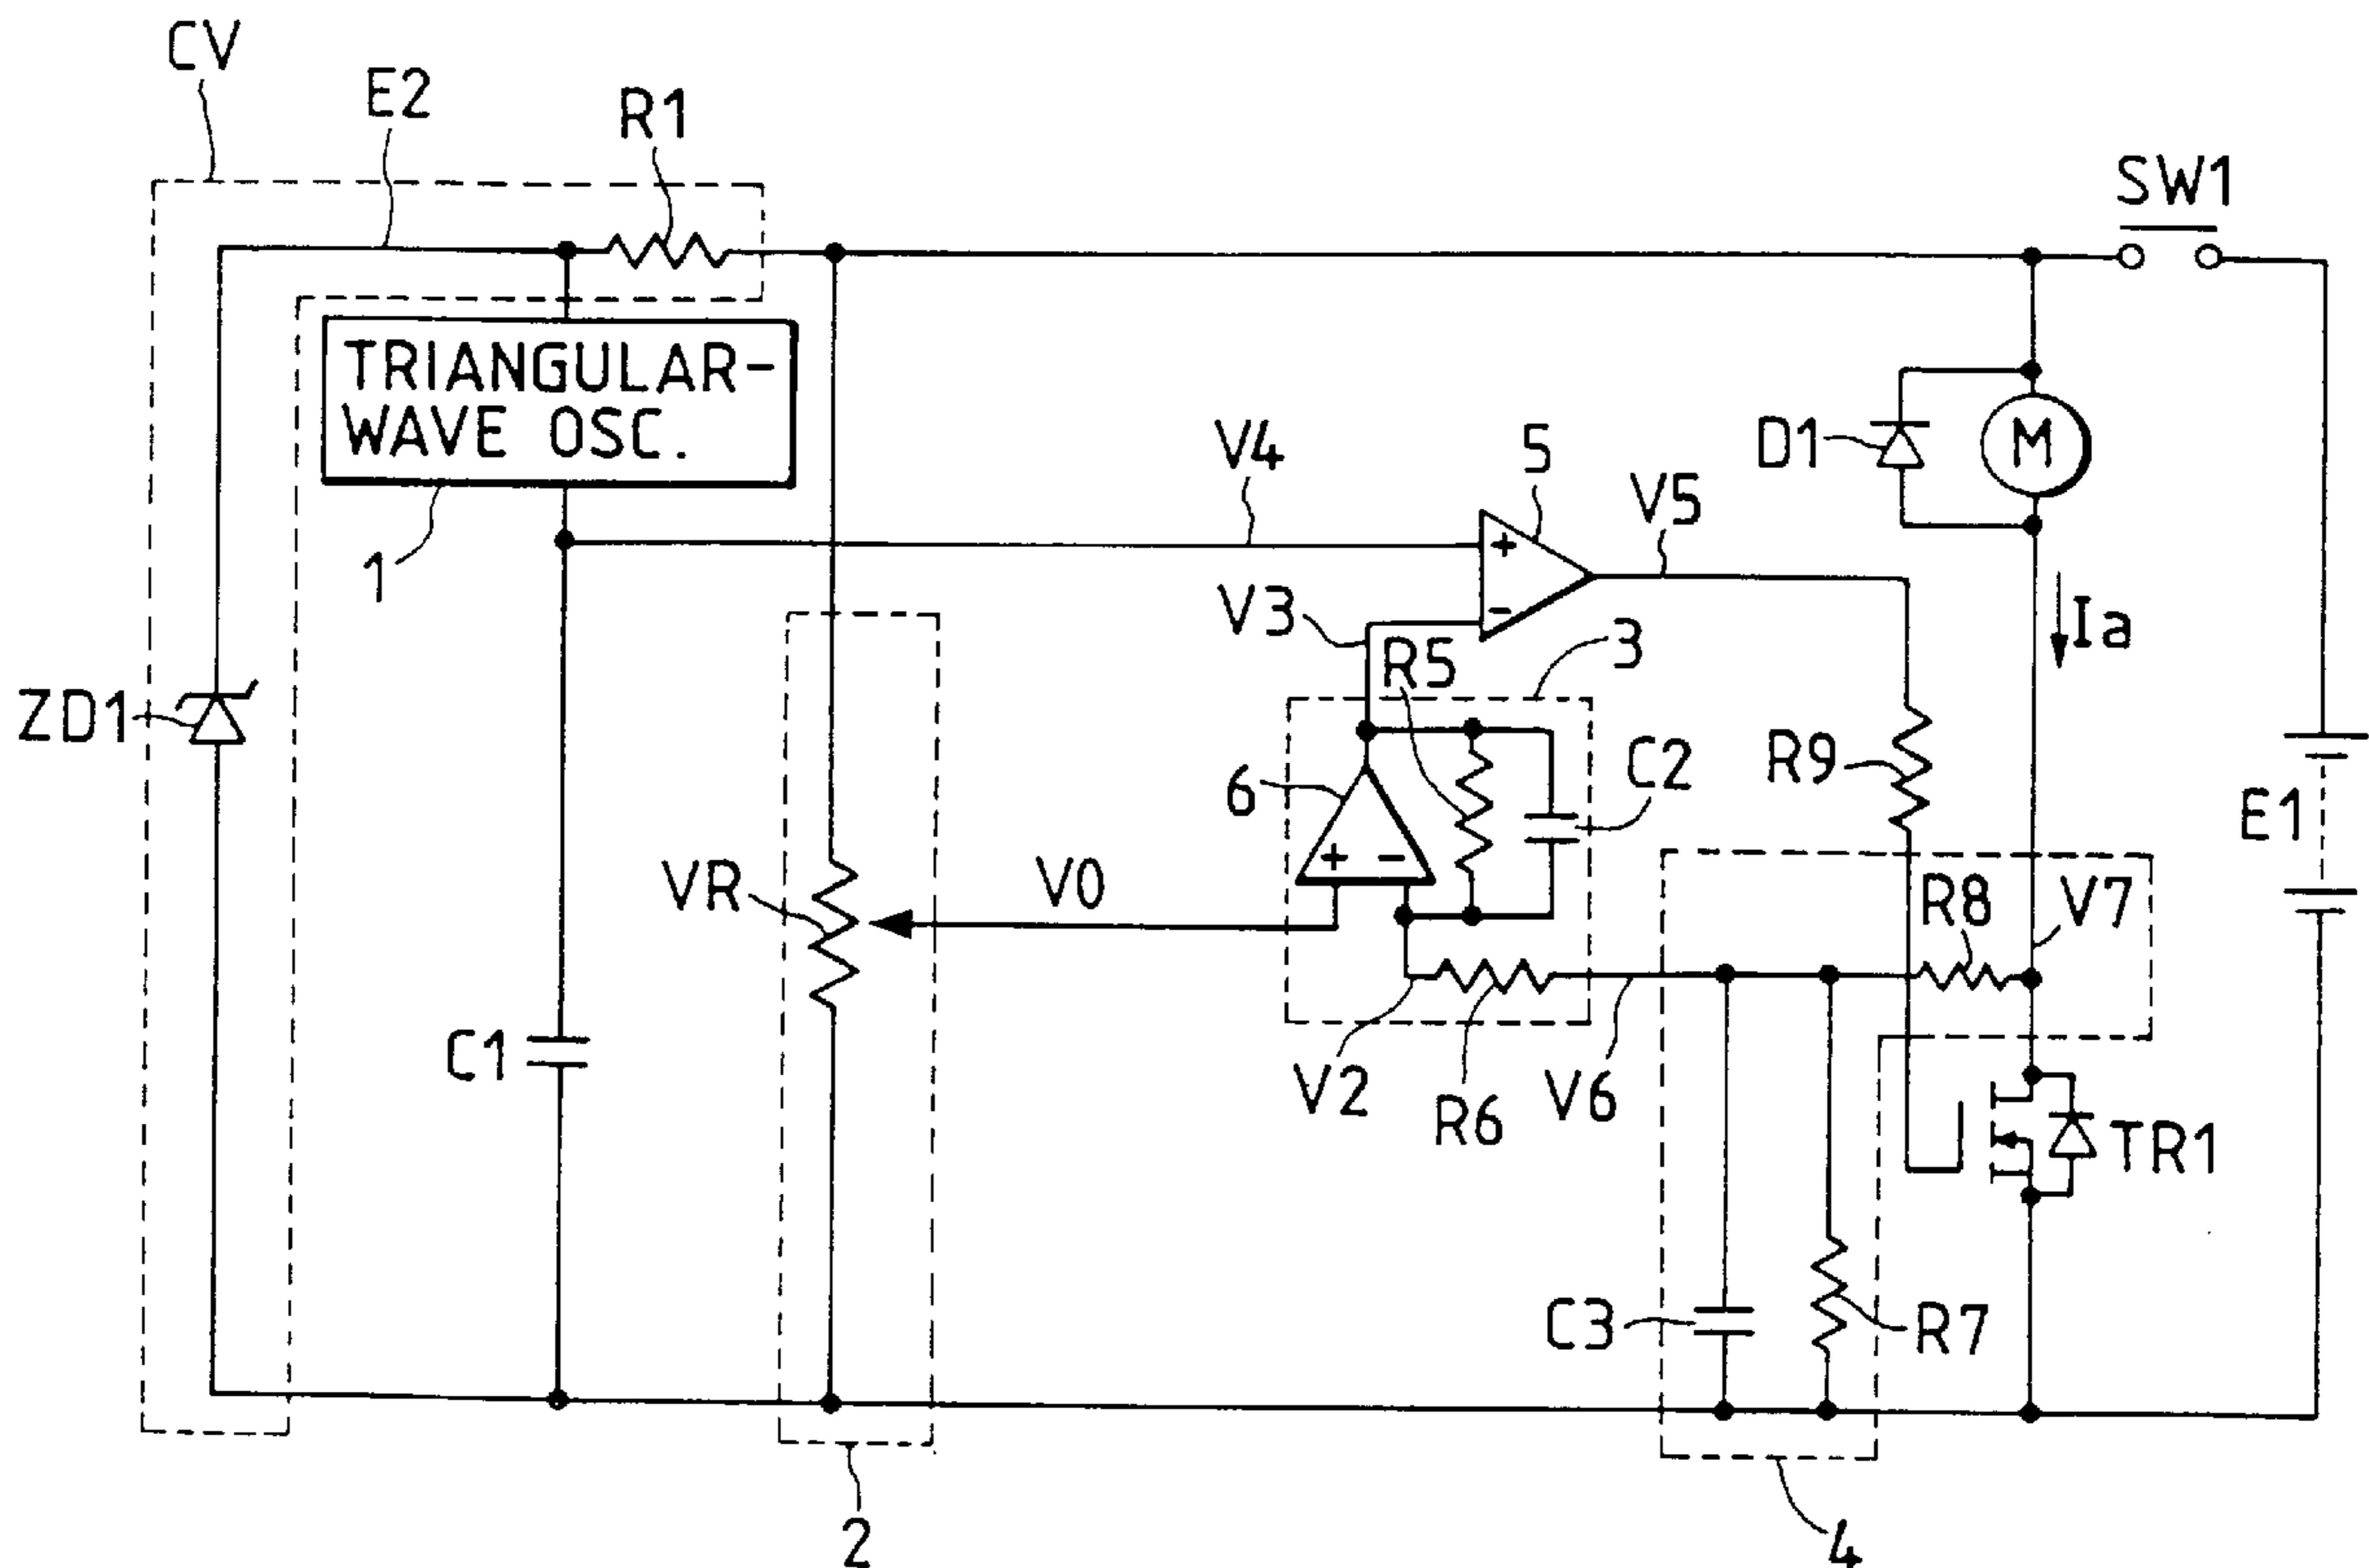 CV
E2
R1
SW1
TRIANGULAR-
WAVE OSC.
D1
M
V4
5
V5
1
+
V3
-
3
Ia
R5
ZD1
6
C2
R9
E1
+ -
VR
V0
R8
V7
C1
V2
R6
V6
TR1
C3
R7
2
4